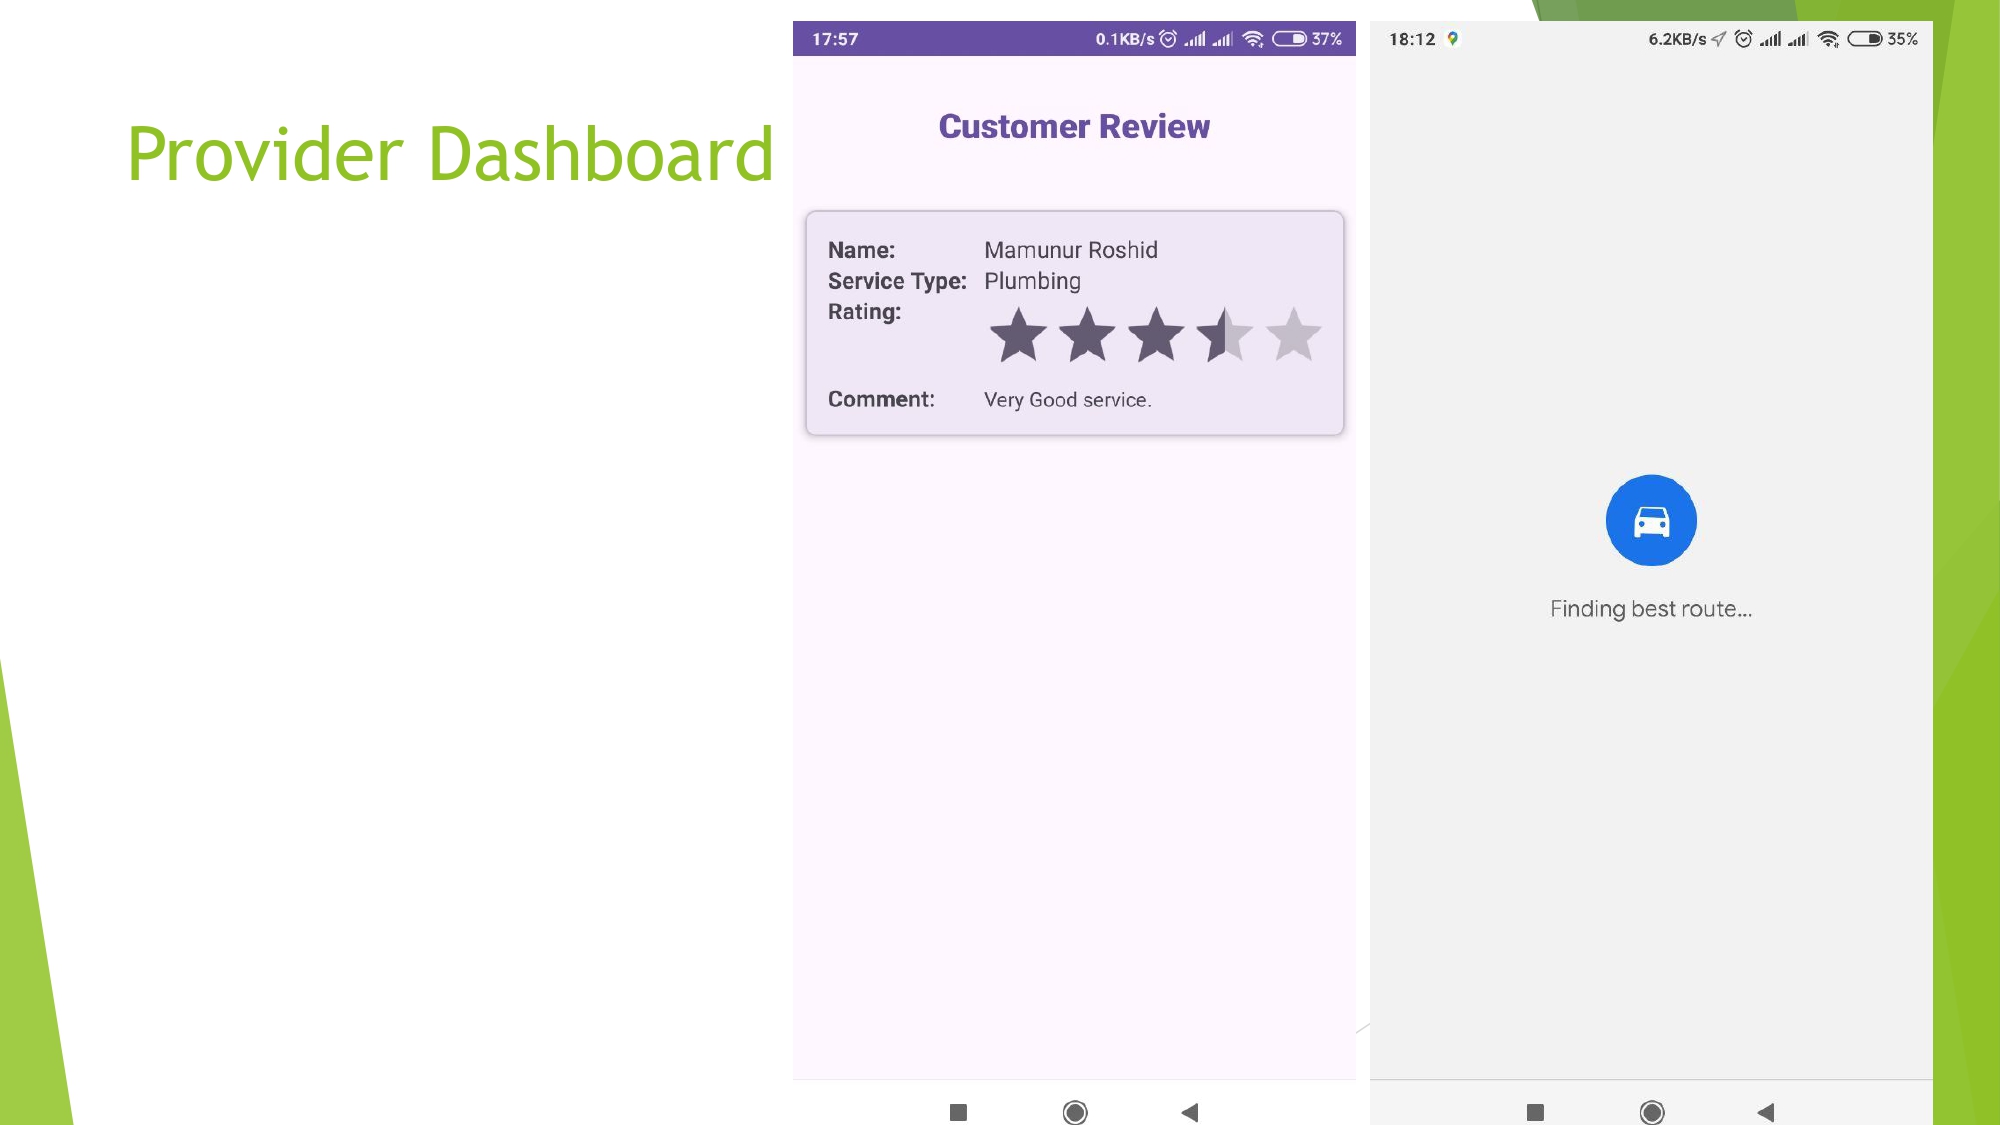 Provider Dashboard
17:57 0.1KB/s 37%
Customer Review
Name: Mamunur Roshid
Service Type: Plumbing
Rating:
Comment: Very Good service.
18:12 6.2KB/s 35%
Finding best route...